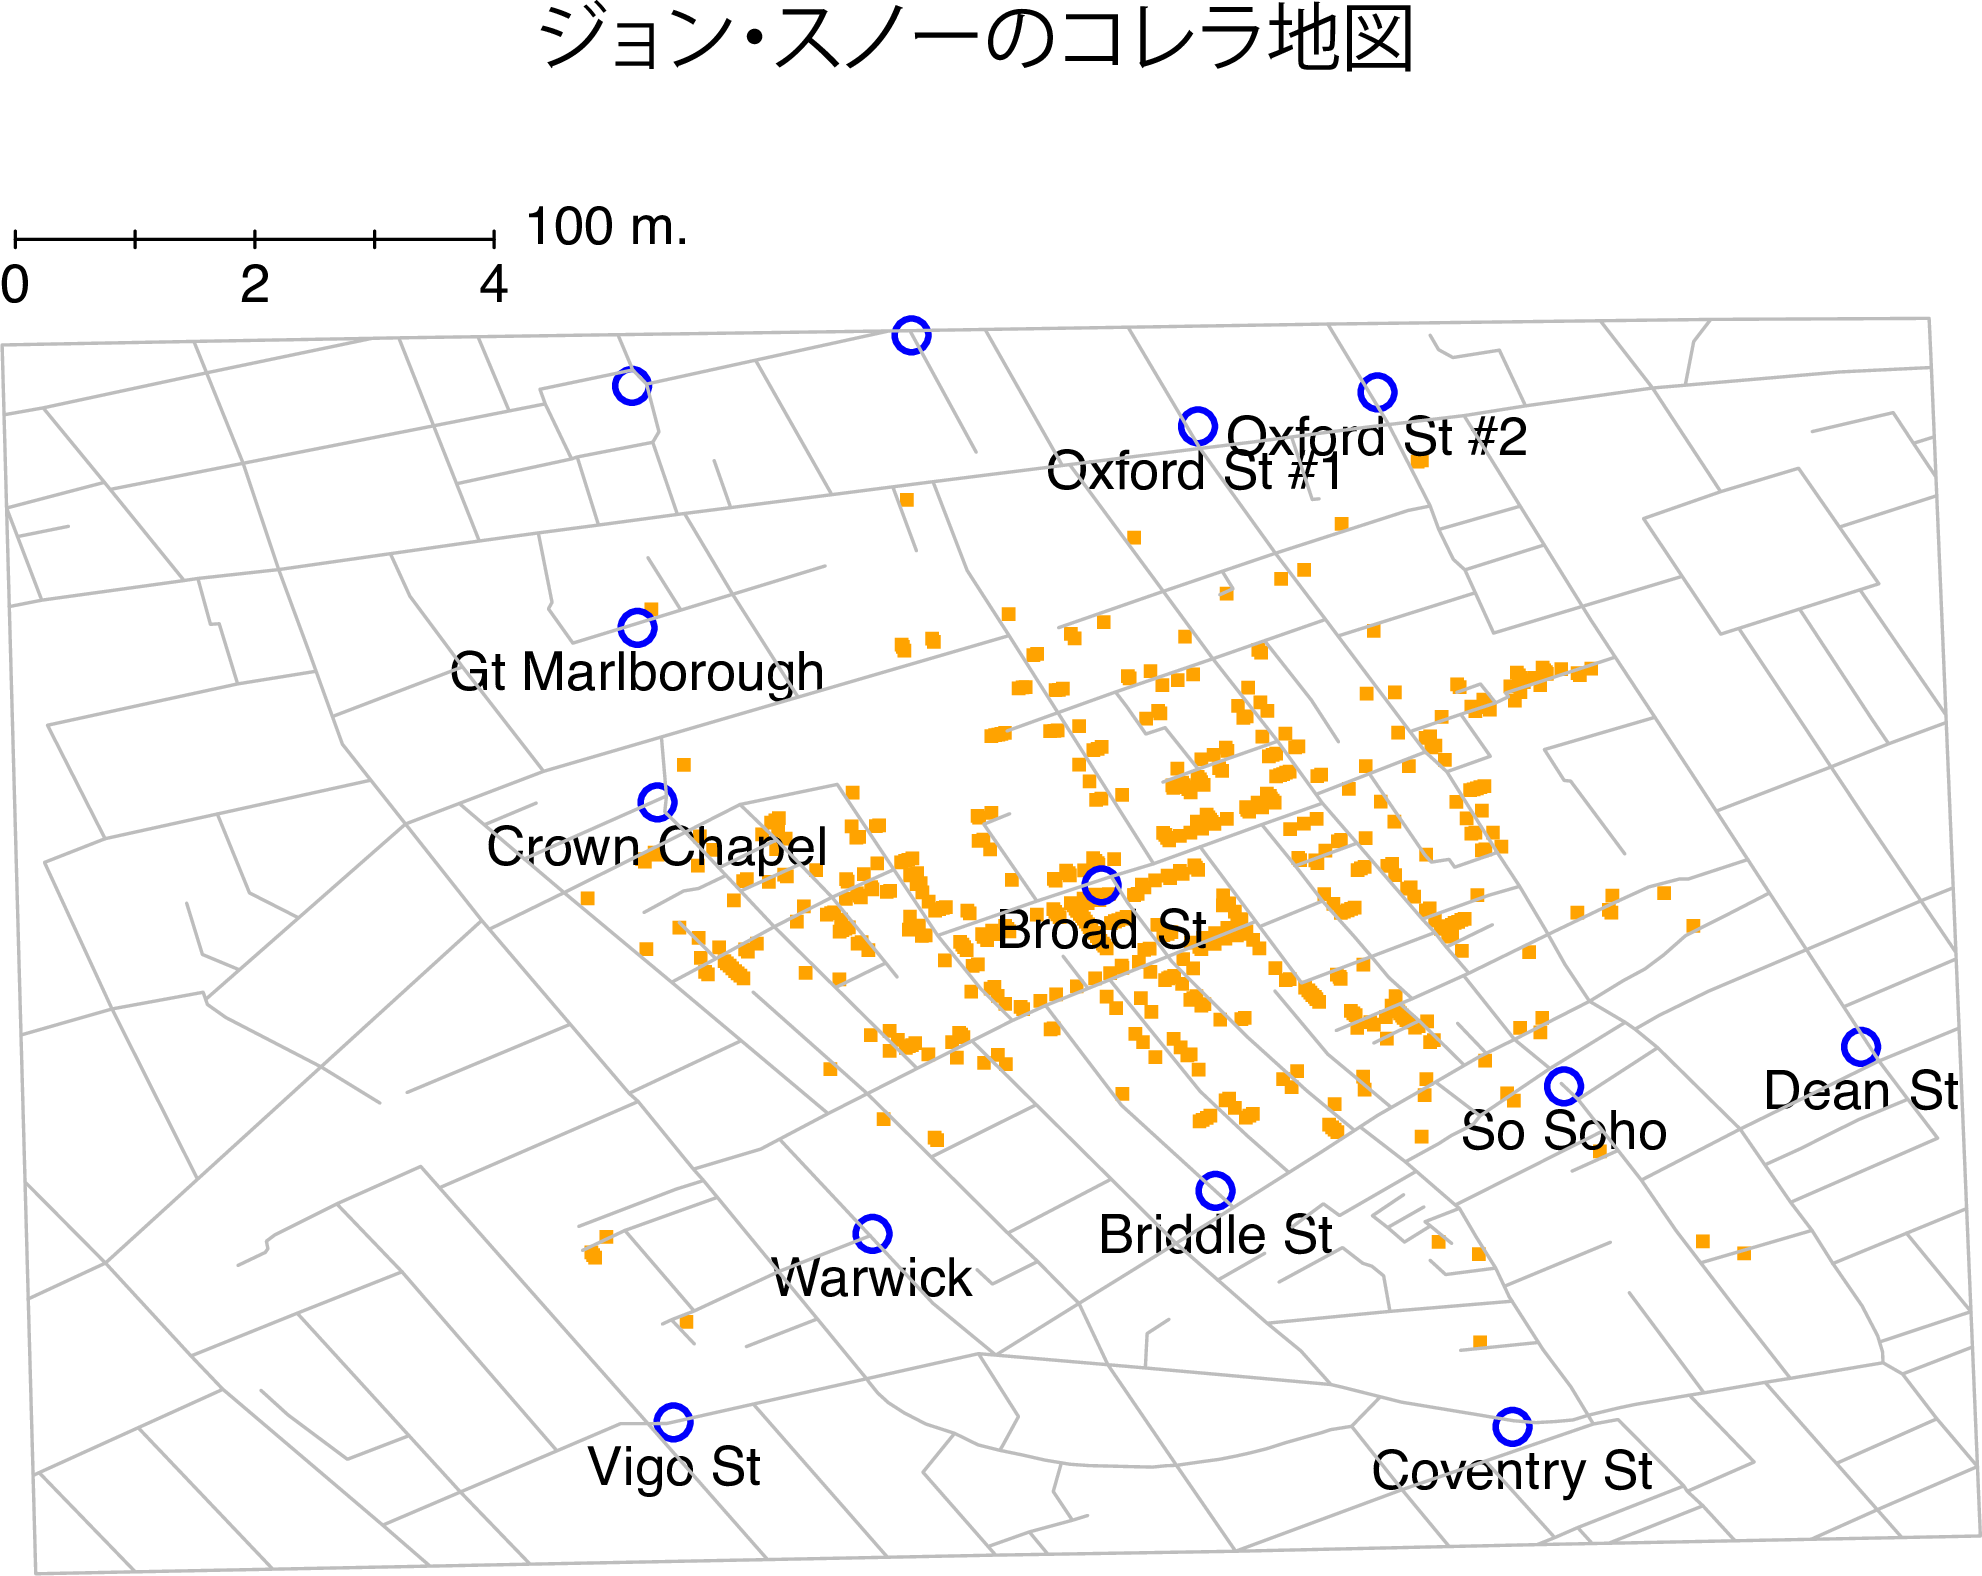 ジョン・スノーのコレラ地図
100 m.
0 2 4
Oxford St #2
Oxford St #1
Gt Marlborough
Crown Chapel
Broad St
Dean St
So Soho
Briddle St
Warwick
Vigo St
Coventry St